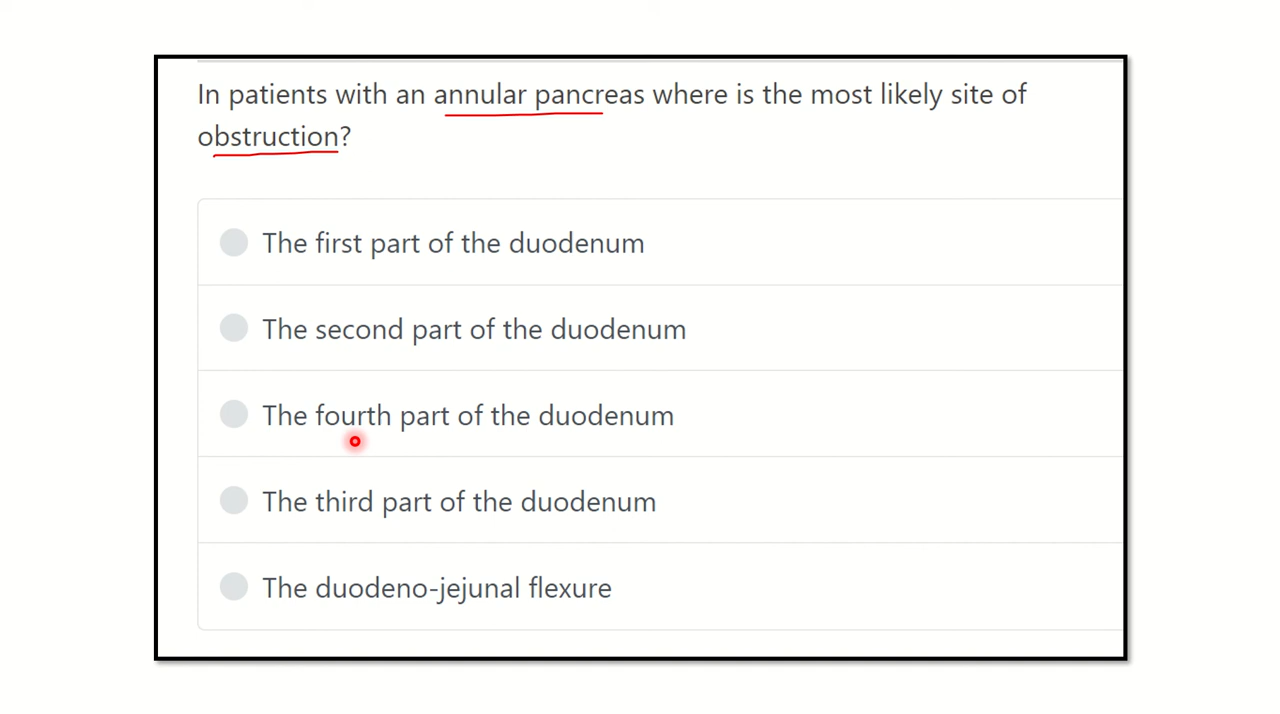 In patients with an annular pancreas where is the most likely site of
obstruction?
The first part of the duodenum
The second part of the duodenum
The fourth part of the duodenum
The third part of the duodenum
The duodeno-jejunal flexure